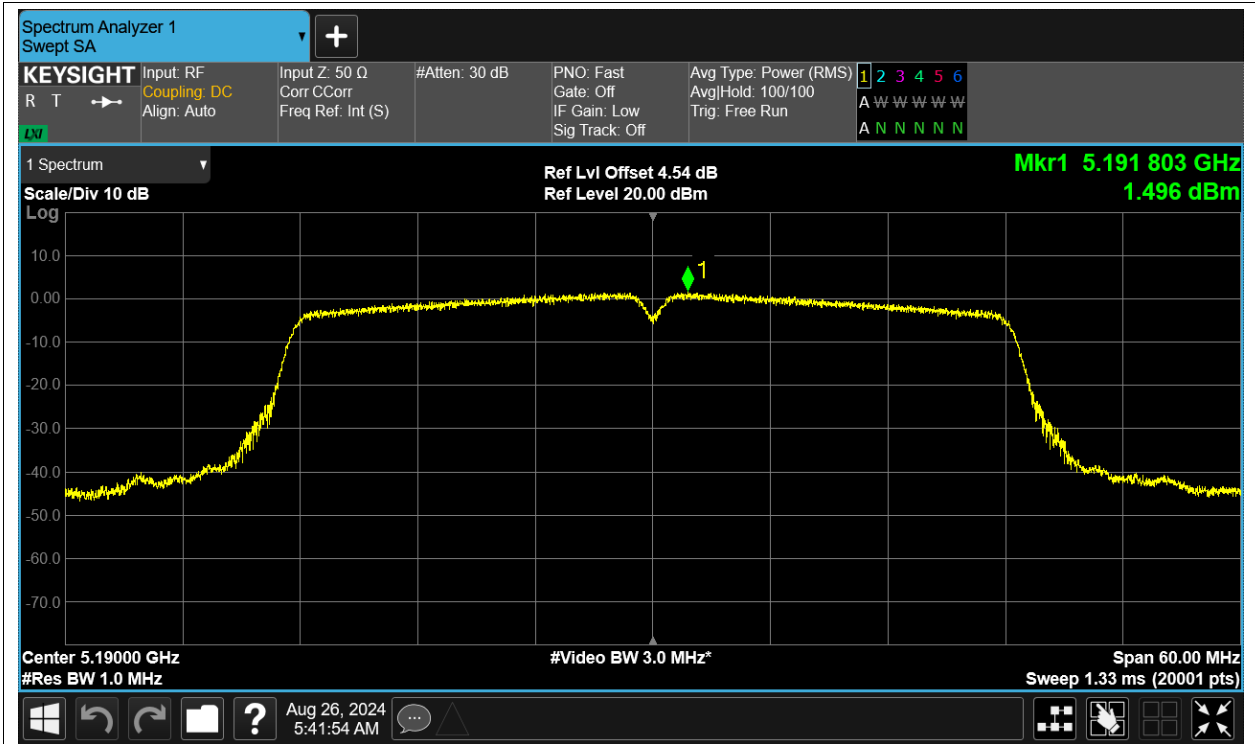 Spectrum Analyzer 1
Swept SA
KEYSIGHT
R T
LXI
Input: RF
Coupling: DC
Align: Auto
Input Z: 50 Ω
Corr CCorr
Freq Ref: Int (S)
#Atten: 30 dB
PNO: Fast
Gate: Off
IF Gain: Low
Sig Track: Off
Avg Type: Power (RMS)
Avg|Hold: 100/100
Trig: Free Run
1 2 3 4 5 6
A W W W W W
A N N N N N
1 Spectrum
Scale/Div 10 dB
Log
Ref Lvl Offset 4.54 dB
Ref Level 20.00 dBm
Mkr1 5.191 803 GHz
1.496 dBm
10.0
0.00
-10.0
-20.0
-30.0
-40.0
-50.0
-60.0
-70.0
1
Center 5.19000 GHz
#Res BW 1.0 MHz
#Video BW 3.0 MHz*
Span 60.00 MHz
Sweep 1.33 ms (20001 pts)
?
Aug 26, 2024
5:41:54 AM